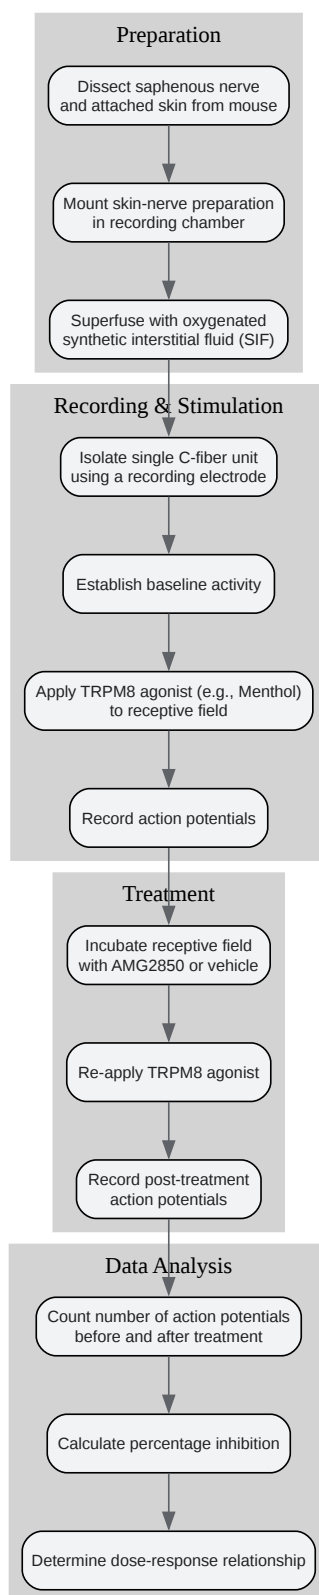 Preparation
Dissect saphenous nerve
and attached skin from mouse
Mount skin-nerve preparation
in recording chamber
Superfuse with oxygenated
synthetic interstitial fluid (SIF)
Recording & Stimulation
Isolate single C-fiber unit
using a recording electrode
Establish baseline activity
Apply TRPM8 agonist (e.g., Menthol)
to receptive field
Record action potentials
Treatment
Incubate receptive field
with AMG2850 or vehicle
Re-apply TRPM8 agonist
Record post-treatment
action potentials
Data Analysis
Count number of action potentials
before and after treatment
Calculate percentage inhibition
Determine dose-response relationship